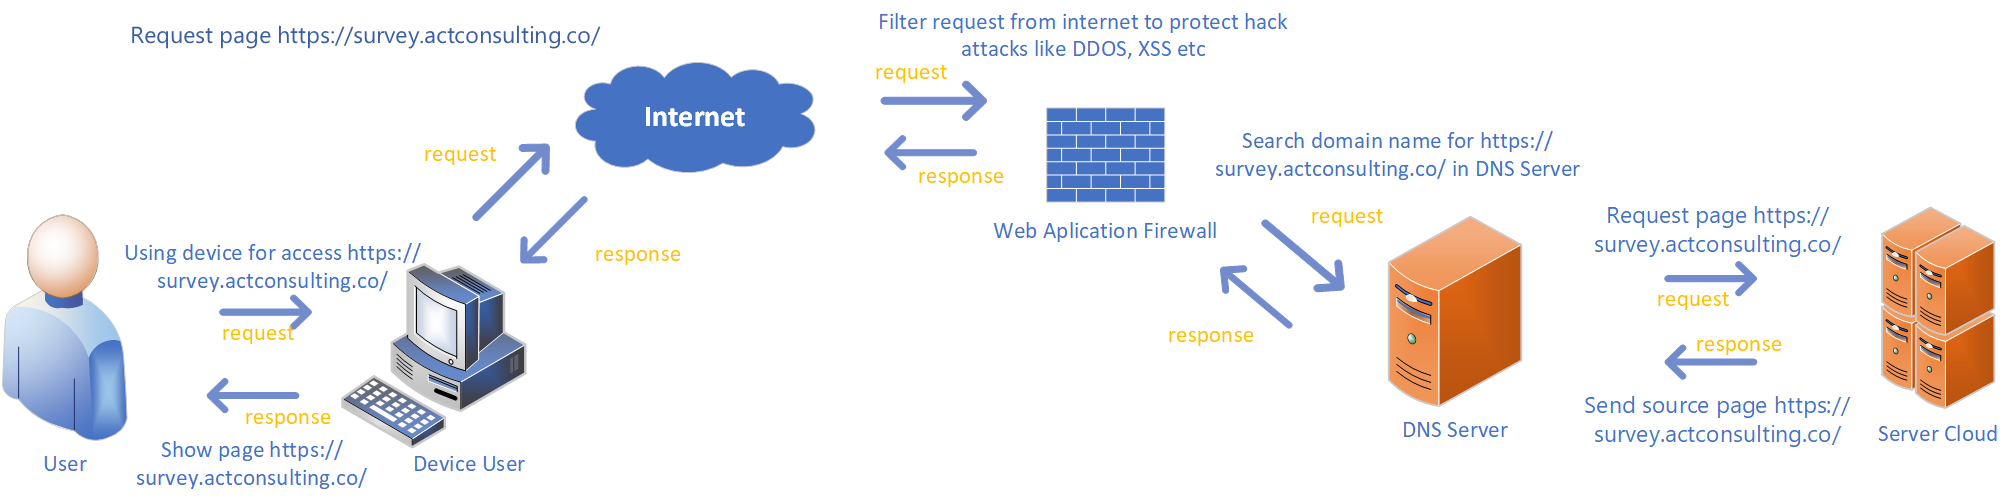 Request page https://survey.actconsulting.co/
Filter request from internet to protect hack
attacks like DDOS, XSS etc
request
Internet
request
response
response
Web Aplication Firewall
Search domain name for https://
survey.actconsulting.co/ in DNS Server
request
response
Using device for access https://
survey.actconsulting.co/
request
response
Show page https://
survey.actconsulting.co/
User
Device User
response
DNS Server
Request page https://
survey.actconsulting.co/
request
response
Send source page https://
survey.actconsulting.co/
Server Cloud